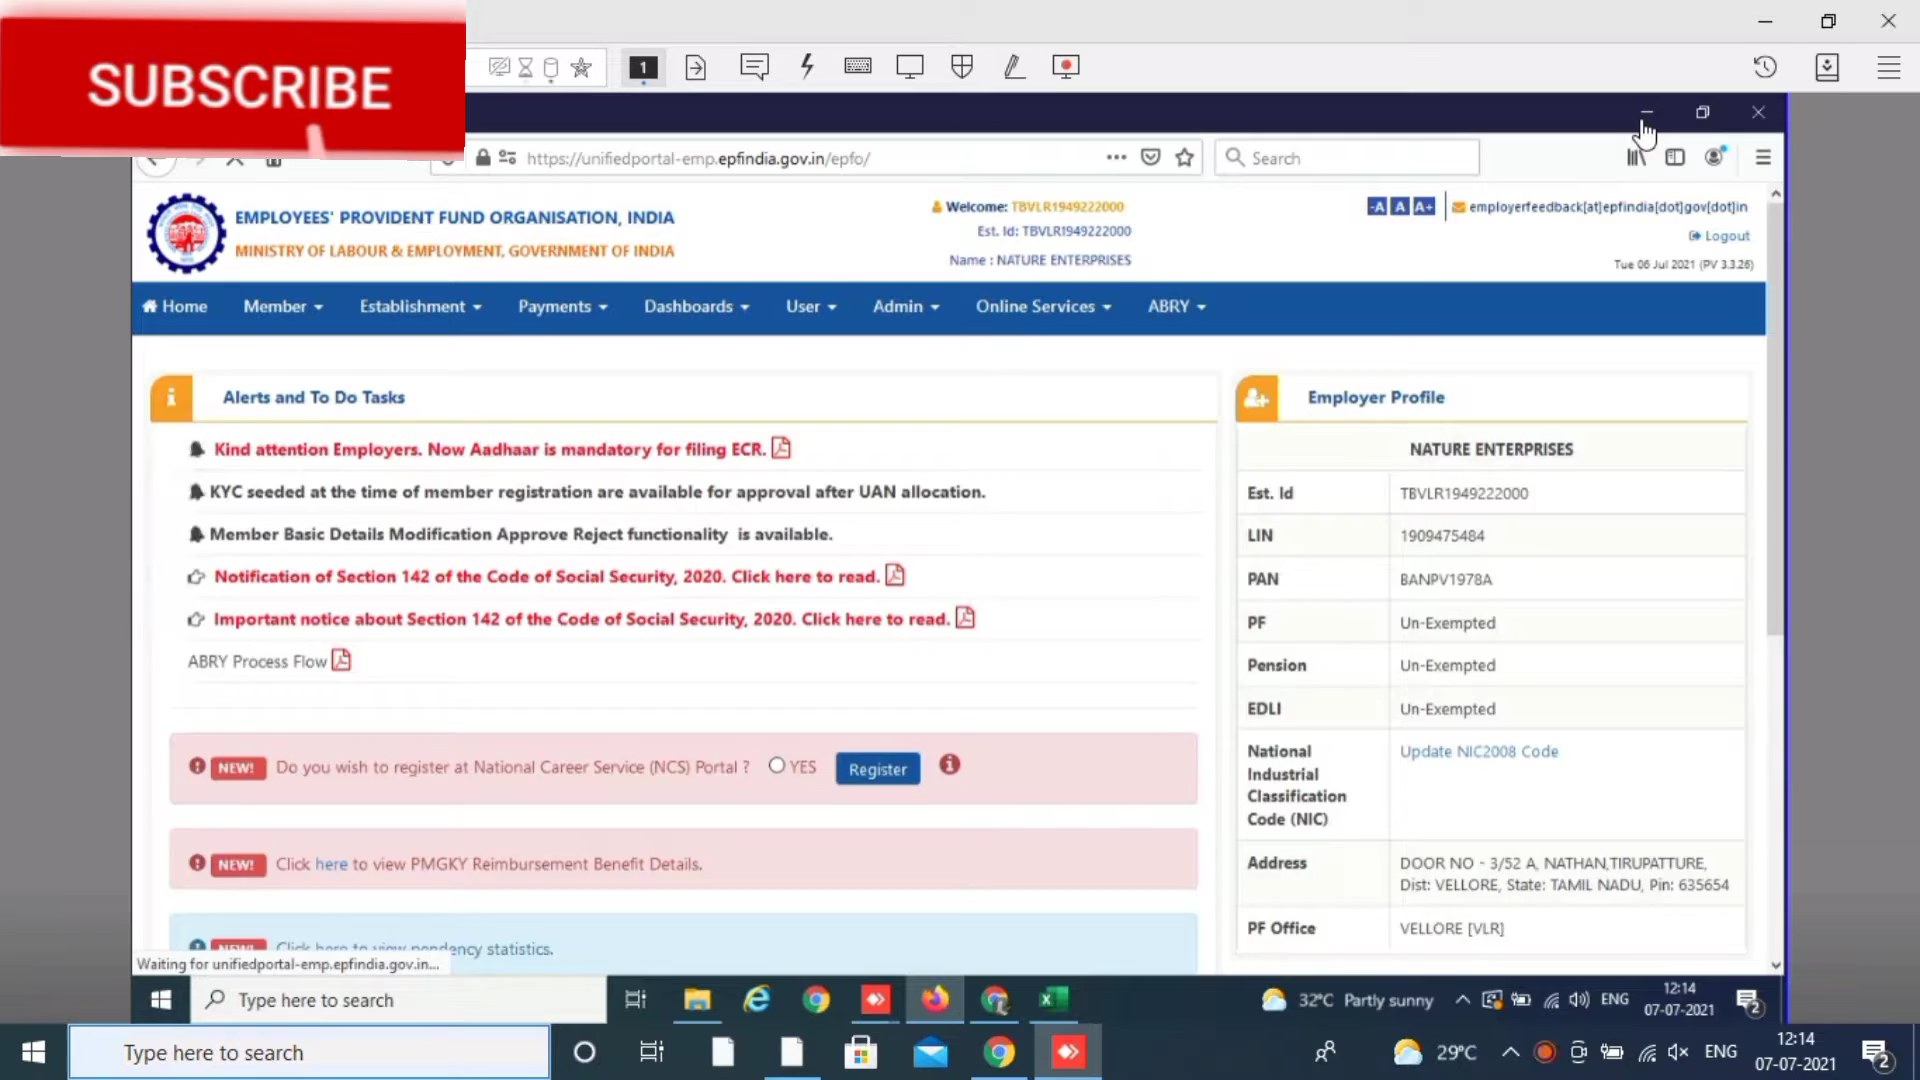 SUBSCRIBE
1
https://unifiedportal-emp.epfindia.gov.in/epfo/
Search
EMPLOYEES' PROVIDENT FUND ORGANISATION, INDIA
MINISTRY OF LABOUR & EMPLOYMENT, GOVERNMENT OF INDIA
Welcome: TBVLR1949222000
Est. Id: TBVLR1949222000
Name : NATURE ENTERPRISES
-A A A+
employerfeedback[at]epfindia[dot]gov[dot]in
Logout
Tue 06 Jul 2021 (PV 3.3.26)
Home Member Establishment Payments Dashboards User Admin Online Services ABRY
Alerts and To Do Tasks
Kind attention Employers. Now Aadhaar is mandatory for filing ECR.
KYC seeded at the time of member registration are available for approval after UAN allocation.
Member Basic Details Modification Approve Reject functionality is available.
Notification of Section 142 of the Code of Social Security, 2020. Click here to read.
Important notice about Section 142 of the Code of Social Security, 2020. Click here to read.
ABRY Process Flow
NEW! Do you wish to register at National Career Service (NCS) Portal ? YES Register
NEW! Click here to view PMGKY Reimbursement Benefit Details.
NEW! Click here to view pendency statistics.
Employer Profile
NATURE ENTERPRISES
Est. Id TBVLR1949222000
LIN 1909475484
PAN BANPV1978A
PF Un-Exempted
Pension Un-Exempted
EDLI Un-Exempted
National Update NIC2008 Code
Industrial
Classification
Code (NIC)
Address DOOR NO - 3/52 A, NATHAN,TIRUPATTURE,
Dist: VELLORE, State: TAMIL NADU, Pin: 635654
PF Office VELLORE [VLR]
Waiting for unifiedportal-emp.epfindia.gov.in...
Type here to search
32°C Partly sunny
ENG
12:14
07-07-2021
2
Type here to search
29°C
ENG
12:14
07-07-2021
2